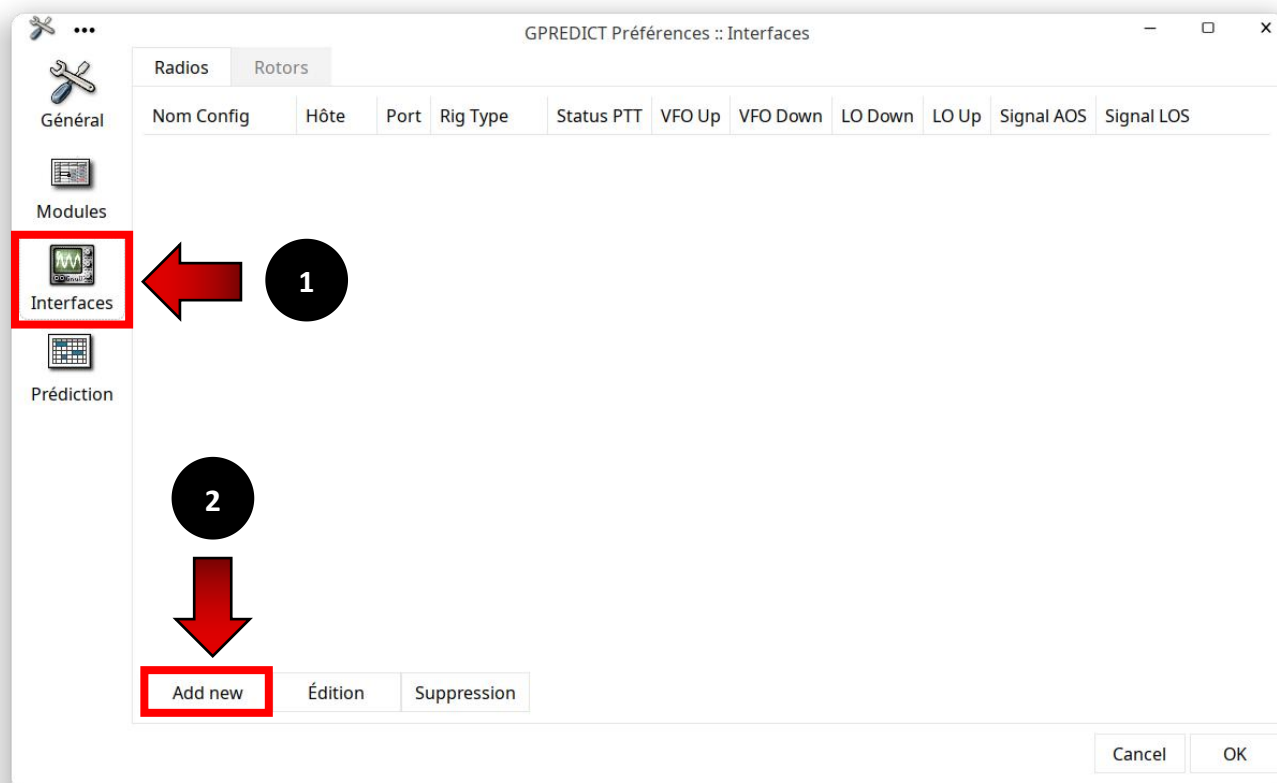 GPREDICT Préférences :: Interfaces
Général
Modules
Interfaces
Prédiction
Radios Rotors
Nom Config Hôte Port Rig Type Status PTT VFO Up VFO Down LO Down LO Up Signal AOS Signal LOS
1
2
Add new Édition Suppression
Cancel OK